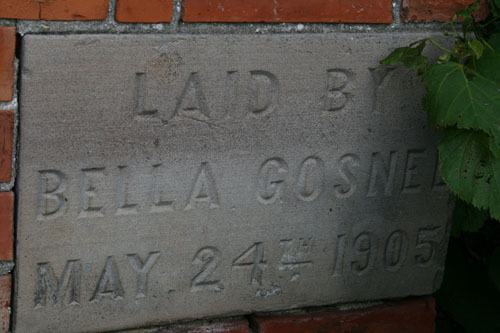 LAID BY
BELLA GOSNEL
MAY. 24TH 1905